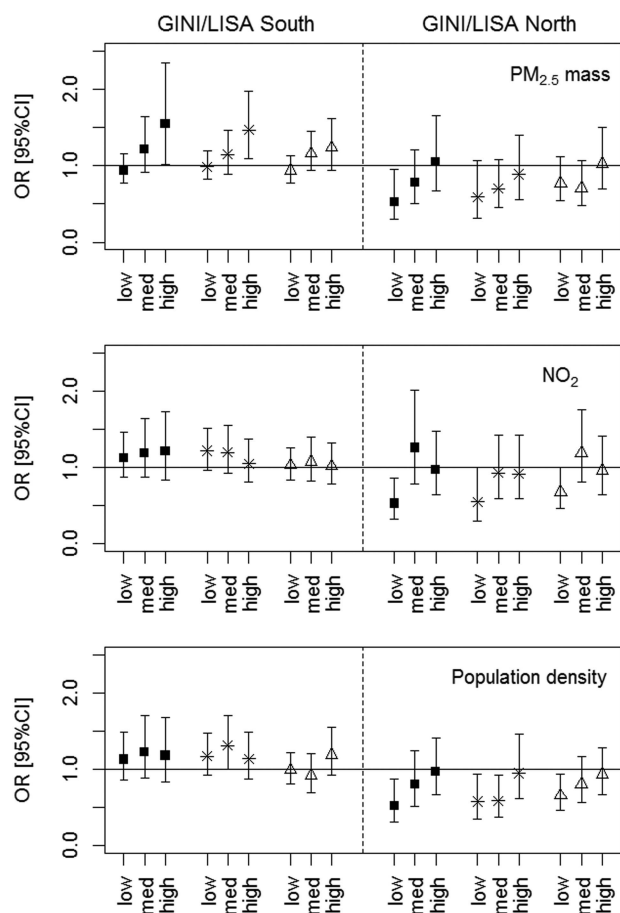 GINI/LISA South GINI/LISA North
PM2.5 mass
OR [95%CI]
2.0
1.0
0.0
low med high low med high low med high low med high low med high low med high
NO2
OR [95%CI]
2.0
1.0
0.0
low med high low med high low med high low med high low med high low med high
Population density
OR [95%CI]
2.0
1.0
0.0
low med high low med high low med high low med high low med high low med high